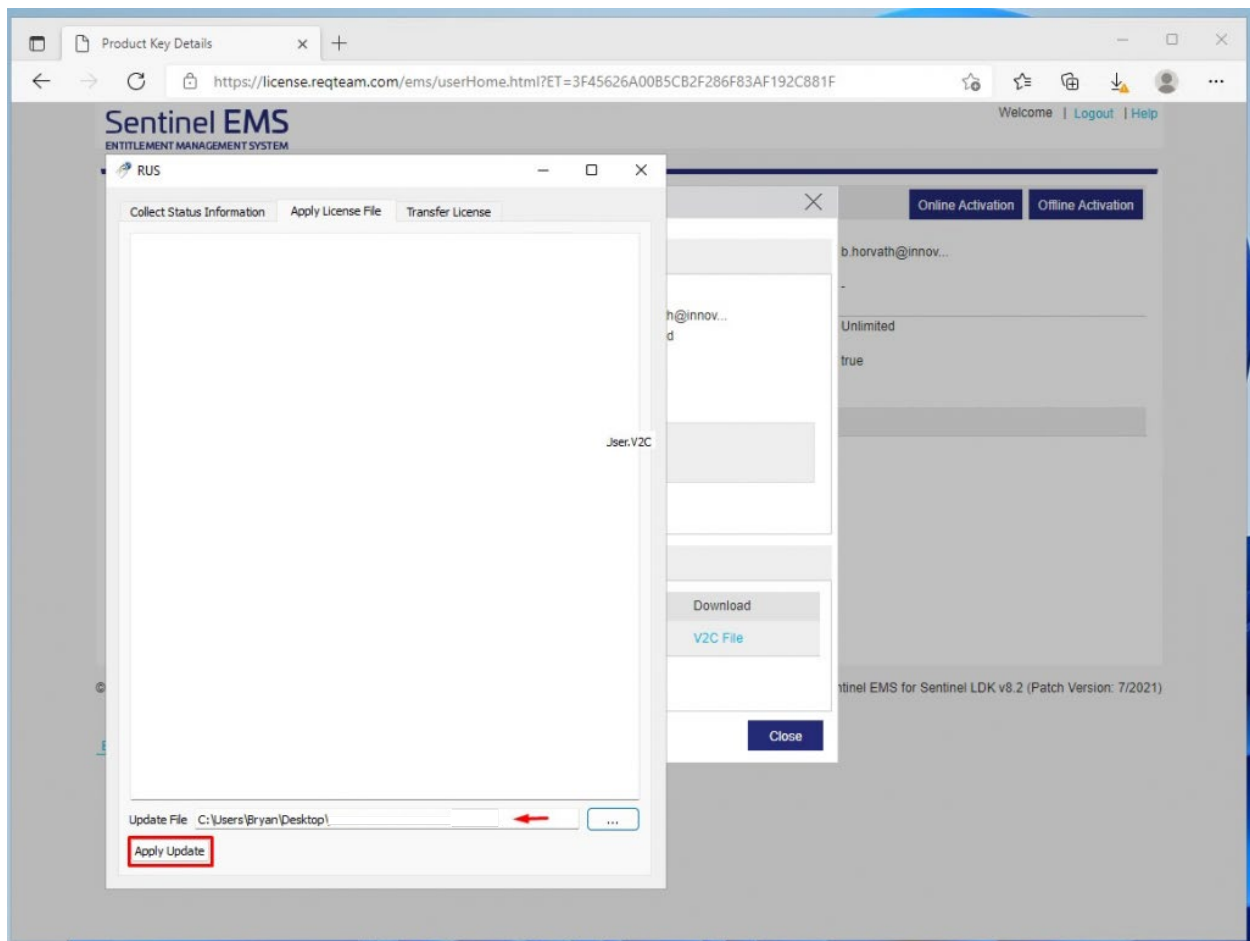 Product Key Details
https://license.reqteam.com/ems/userHome.html?ET=3F45626A00B5CB2F286F83AF192C881F
Sentinel EMS
ENTITLEMENT MANAGEMENT SYSTEM
Welcome | Logout | Help
RUS
Collect Status Information Apply License File Transfer License
Online Activation Offline Activation
b.horvath@innov...
-
h@innov...
d
Unlimited
true
Jser.V2C
Download
V2C File
©
ntinel EMS for Sentinel LDK v8.2 (Patch Version: 7/2021)
Close
Update File C:\Users\Bryan\Desktop\
...
Apply Update